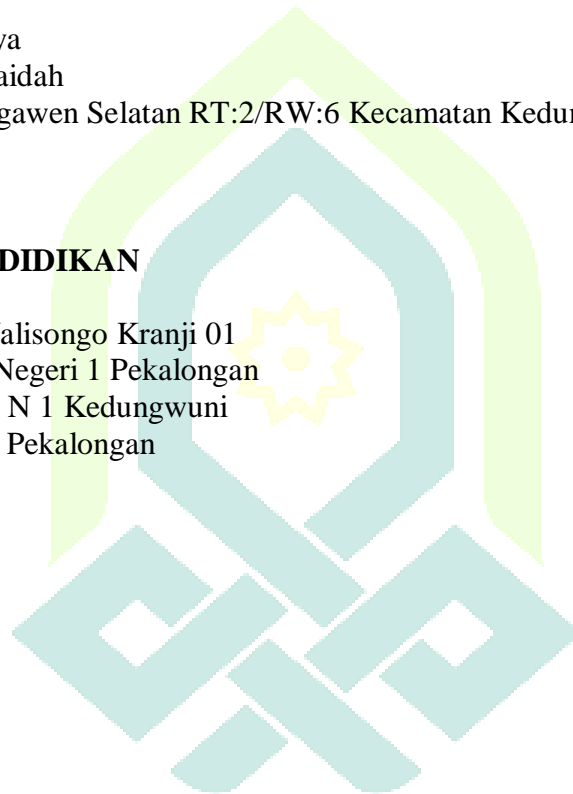 ya
aidah
gawen Selatan RT:2/RW:6 Kecamatan Kedu
DIDIKAN
alisongo Kranji 01
Negeri 1 Pekalongan
N 1 Kedungwuni
Pekalongan